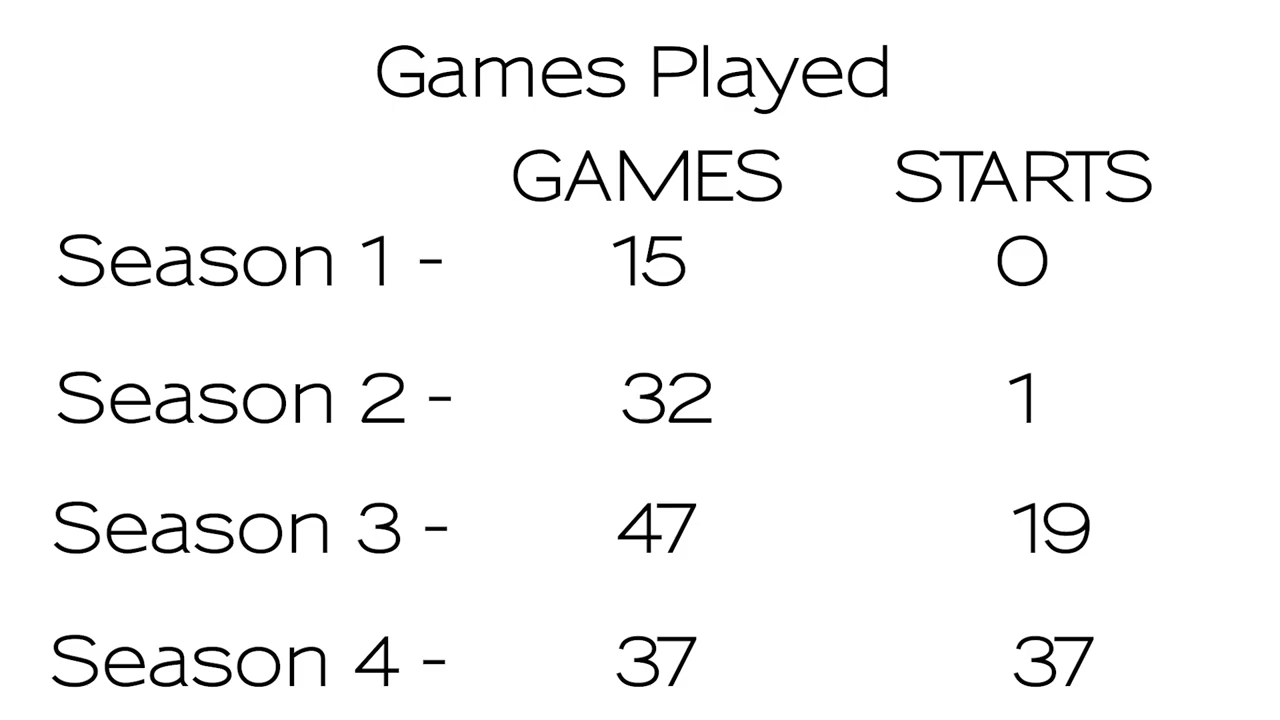 Games Played
GAMES STARTS
Season 1 - 15 0
Season 2 - 32 1
Season 3 - 47 19
Season 4 - 37 37